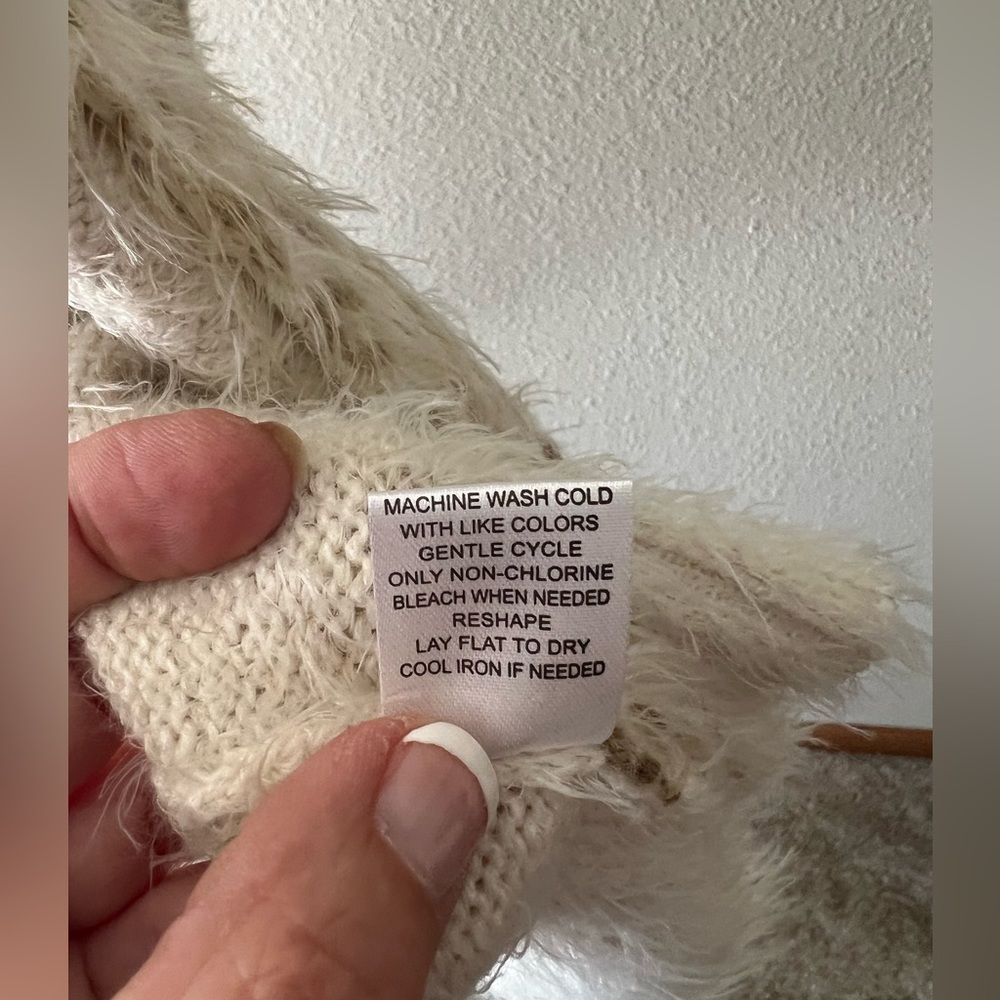 MACHINE WASH COLD
WITH LIKE COLORS
GENTLE CYCLE
ONLY NON-CHLORINE
BLEACH WHEN NEEDED
RESHAPE
LAY FLAT TO DRY
COOL IRON IF NEEDED